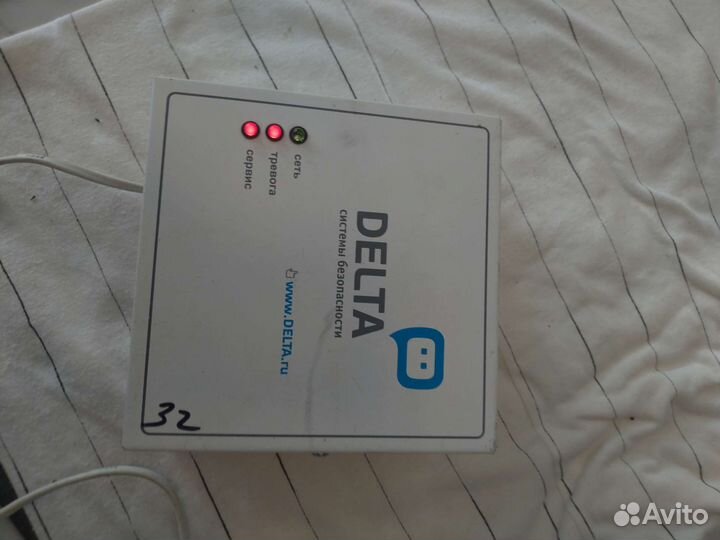 сеть
тревога
сервис
DELTA
системы безопасности
www.DELTA.ru
32
Avito